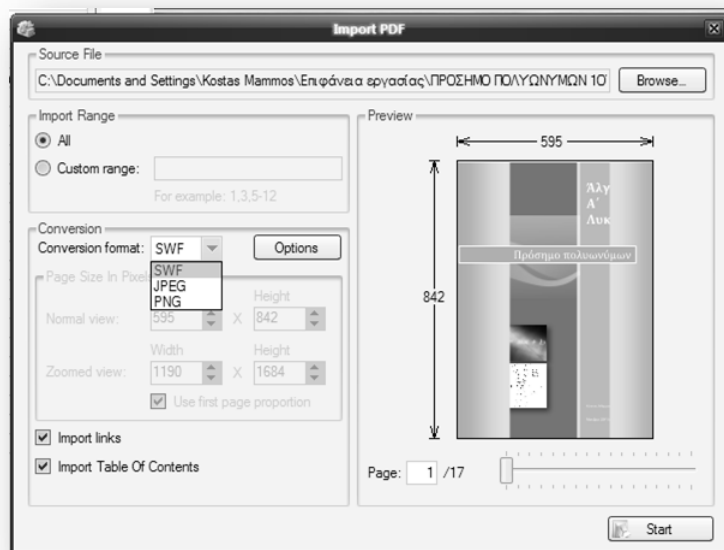 Import PDF
Source File
C:\Documents and Settings\Kostas Mammos\Επιφάνεια εργασίας\ΠΡΟΣΗΜΟ ΠΟΛΥΩΝΥΜΩΝ 1Ο
Browse...
Import Range
All
Custom range:
For example: 1,3,5-12
Conversion
Conversion format: SWF
Options
SWF
JPEG
PNG
Page Size In Pixels
Height
Normal view: 595 X 842
Width Height
Zoomed view: 1190 X 1684
Use first page proportion
Import links
Import Table Of Contents
Preview
595
842
Άλγ
Α΄
Λυκ
Πρόσημο πολυωνύμων
Page: 1 /17
Start